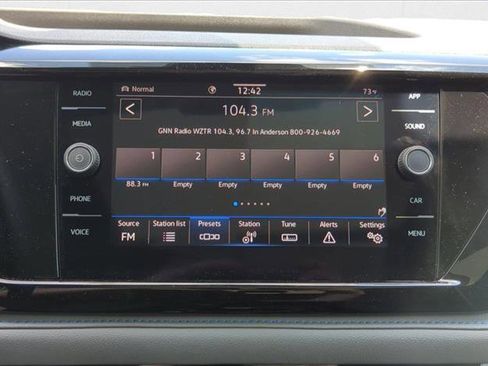 RADIO
MEDIA
PHONE
VOICE
Normal 12:42 73°F
104.3 FM
GNN Radio WZTR 104.3, 96.7 In Anderson 800-926-4669
1 2 3 4 5 6
88.3 FM Empty Empty Empty Empty Empty
Source Station list Presets Station Tune Alerts Settings
FM
APP
SOUND
CAR
MENU